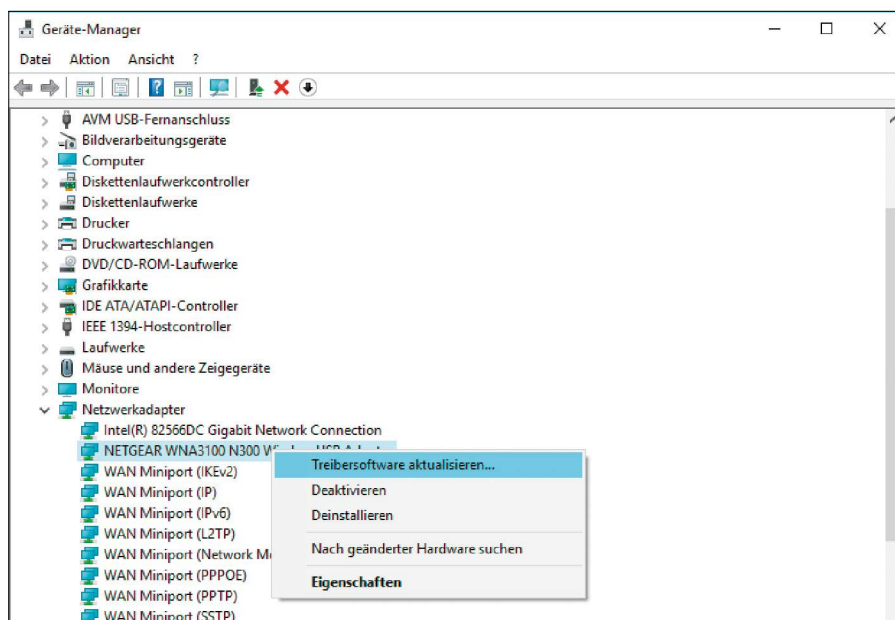 Geräte-Manager
Datei Aktion Ansicht ?
AVM USB-Fernanschluss
Bildverarbeitungsgeräte
Computer
Diskettenlaufwerkcontroller
Diskettenlaufwerke
Drucker
Druckwarteschlangen
DVD/CD-ROM-Laufwerke
Grafikkarte
IDE ATA/ATAPI-Controller
IEEE 1394-Hostcontroller
Laufwerke
Mäuse und andere Zeigegeräte
Monitore
Netzwerkadapter
Intel(R) 82566DC Gigabit Network Connection
NETGEAR WNA3100 N300
WAN Miniport (IKEv2)
WAN Miniport (IP)
WAN Miniport (IPv6)
WAN Miniport (L2TP)
WAN Miniport (Network
WAN Miniport (PPPOE)
WAN Miniport (PPTP)
WAN Miniport (SSTP)
Treibersoftware aktualisieren...
Deaktivieren
Deinstallieren
Nach geänderter Hardware suchen
Eigenschaften